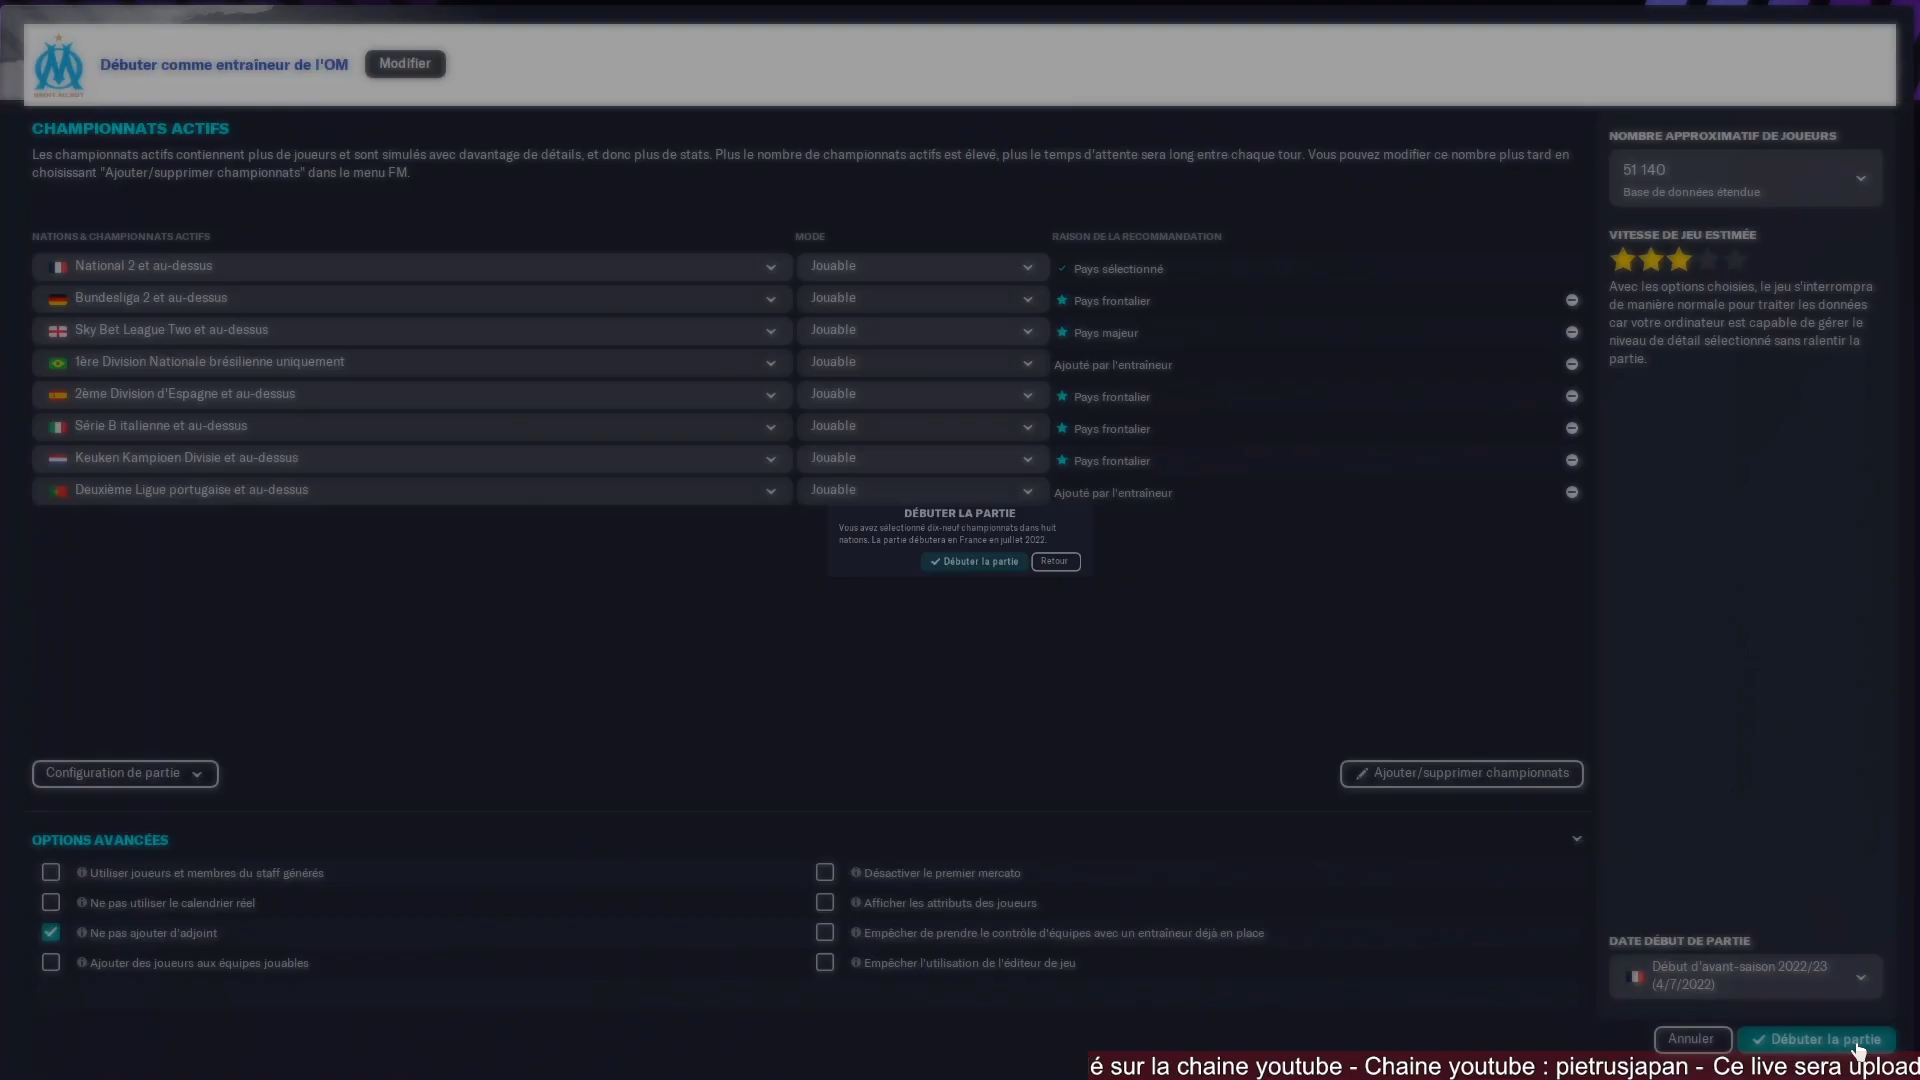 Débuter comme entraîneur de l'OM
Modifier
CHAMPIONNATS ACTIFS
Les championnats actifs contiennent plus de joueurs et sont simulés avec davantage de détails, et donc plus de stats. Plus le nombre de championnats actifs est élevé, plus le temps d'attente sera long entre chaque tour. Vous pouvez modifier ce nombre plus tard en
choisissant "Ajouter/supprimer championnats" dans le menu FM.
NATIONS & CHAMPIONNATS ACTIFS MODE RAISON DE LA RECOMMANDATION
National 2 et au-dessus Jouable Pays sélectionné
Bundesliga 2 et au-dessus Jouable Pays frontalier
Sky Bet League Two et au-dessus Jouable Pays majeur
1ère Division Nationale brésilienne uniquement Jouable Ajouté par l'entraîneur
2ème Division d'Espagne et au-dessus Jouable Pays frontalier
Série B italienne et au-dessus Jouable Pays frontalier
Keuken Kampioen Divisie et au-dessus Jouable Pays frontalier
Deuxième Ligue portugaise et au-dessus Jouable Ajouté par l'entraîneur
DÉBUTER LA PARTIE
Vous avez sélectionné dix-neuf championnats dans huit
nations. La partie débutera en France en juillet 2022.
Débuter la partie Retour
Configuration de partie
Ajouter/supprimer championnats
OPTIONS AVANCÉES
Utiliser joueurs et membres du staff générés
Ne pas utiliser le calendrier réel
Ne pas ajouter d'adjoint
Ajouter des joueurs aux équipes jouables
Désactiver le premier mercato
Afficher les attributs des joueurs
Empêcher de prendre le contrôle d'équipes avec un entraîneur déjà en place
Empêcher l'utilisation de l'éditeur de jeu
NOMBRE APPROXIMATIF DE JOUEURS
51 140
Base de données étendue
VITESSE DE JEU ESTIMÉE
Avec les options choisies, le jeu s'interrompra
de manière normale pour traiter les données
car votre ordinateur est capable de gérer le
niveau de détail sélectionné sans ralentir la
partie.
DATE DÉBUT DE PARTIE
Début d'avant-saison 2022/23
(4/7/2022)
Annuler
Débuter la partie
é sur la chaine youtube - Chaine youtube : pietrusjapan - Ce live sera upload